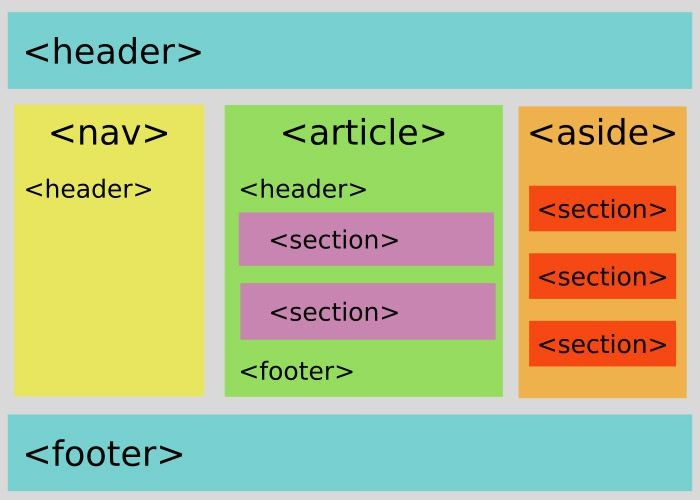 <header>
<nav>
<header>
<article>
<header>
<section>
<section>
<footer>
<aside>
<section>
<section>
<section>
<footer>